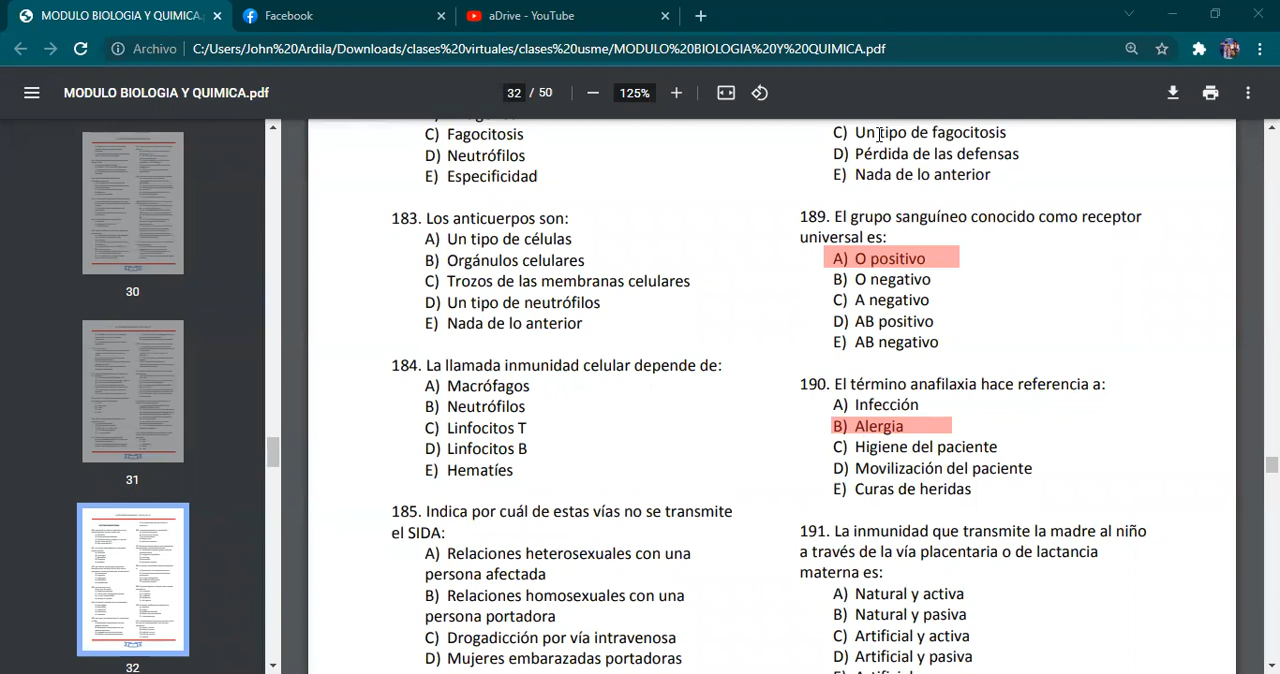 MODULO BIOLOGIA Y QUIMICA.pdf
Facebook
aDrive - YouTube
Archivo
C:/Users/John%20Ardila/Downloads/clases%20virtuales/clases%20usme/MODULO%20BIOLOGIA%20Y%20QUIMICA.pdf
MODULO BIOLOGIA Y QUIMICA.pdf
32 / 50
125%
30
31
32
C) Fagocitosis
D) Neutrófilos
E) Especificidad
183. Los anticuerpos son:
A) Un tipo de células
B) Orgánulos celulares
C) Trozos de las membranas celulares
D) Un tipo de neutrófilos
E) Nada de lo anterior
184. La llamada inmunidad celular depende de:
A) Macrófagos
B) Neutrófilos
C) Linfocitos T
D) Linfocitos B
E) Hematíes
185. Indica por cuál de estas vías no se transmite
el SIDA:
A) Relaciones heterosexuales con una
persona afectada
B) Relaciones homosexuales con una
persona portadora
C) Drogadicción por vía intravenosa
D) Mujeres embarazadas portadoras
C) Un tipo de fagocitosis
D) Pérdida de las defensas
E) Nada de lo anterior
189. El grupo sanguíneo conocido como receptor
universal es:
A) O positivo
B) O negativo
C) A negativo
D) AB positivo
E) AB negativo
190. El término anafilaxia hace referencia a:
A) Infección
B) Alergia
C) Higiene del paciente
D) Movilización del paciente
E) Curas de heridas
191. La inmunidad que transmite la madre al niño
a través de la vía placentaria o de lactancia
materna es:
A) Natural y activa
B) Natural y pasiva
C) Artificial y activa
D) Artificial y pasiva